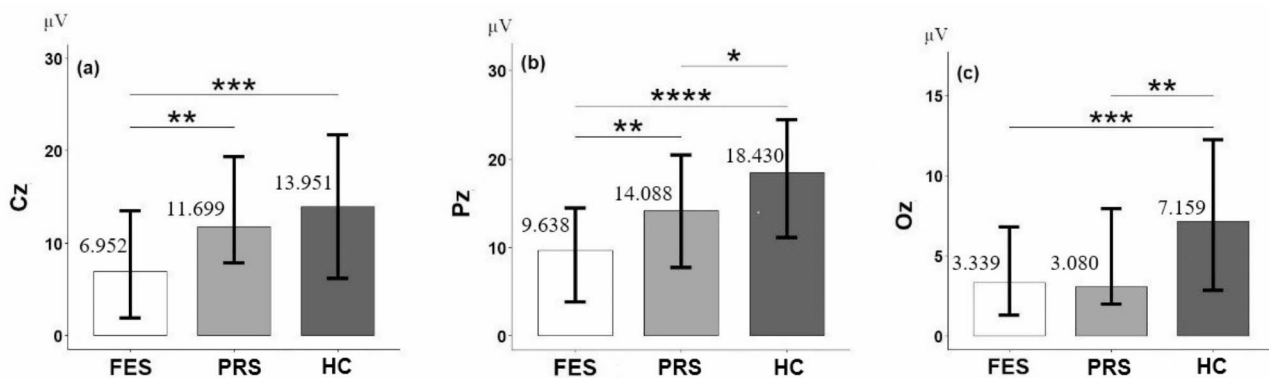 µV
(a)
30
20
10
0
Cz
***
**
6.952
11.699
13.951
FES PRS HC
µV
(b)
30
20
10
0
Pz
*
****
**
9.638
14.088
18.430
FES PRS HC
µV
(c)
15
10
5
0
Oz
**
***
3.339
3.080
7.159
FES PRS HC